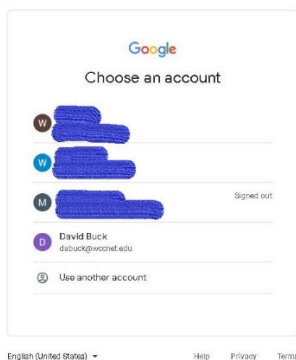 Google
Choose an account
W
W
M
Signed out
D
David Buck
dabuck@wccnet.edu
Use another account
English (United States)
Help Privacy Terms